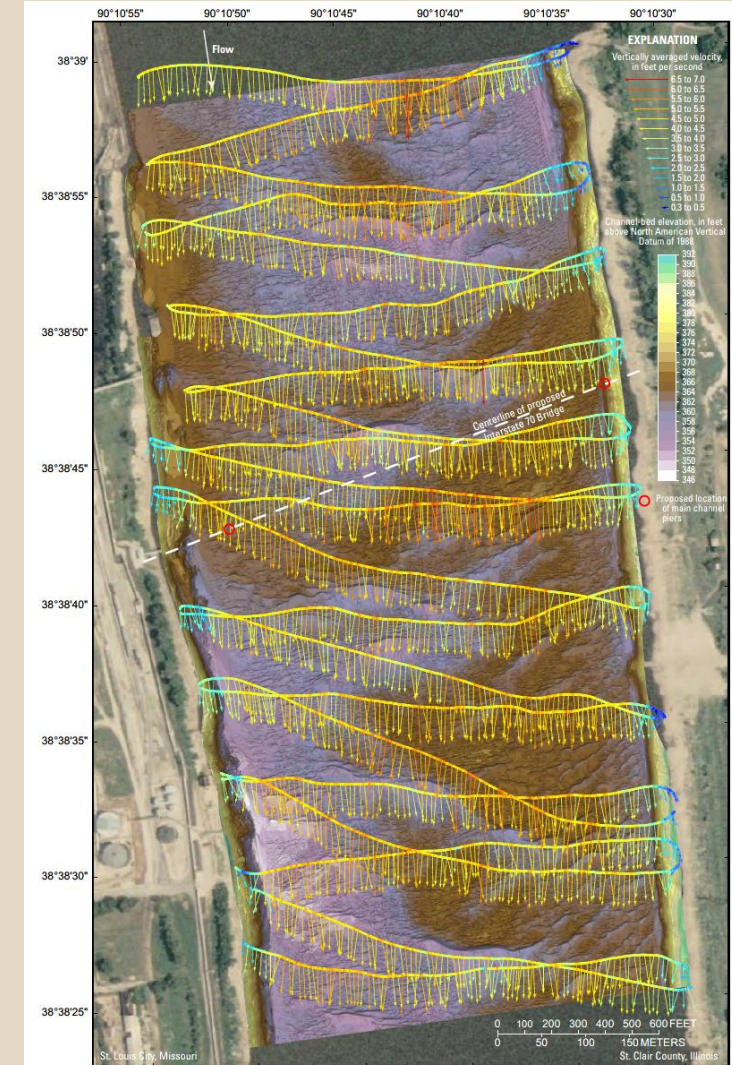 90°10'55" 90°10'50" 90°10'45" 90°10'40" 90°10'35" 90°10'30"
38°39'
38°38'55"
38°38'50"
38°38'45"
38°38'40"
38°38'35"
38°38'30"
38°38'25"
Flow
EXPLANATION
Vertically averaged velocity,
in feet per second
6.5 to 7.0
6.0 to 6.5
5.5 to 6.0
5.0 to 5.5
4.5 to 5.0
4.0 to 4.5
3.5 to 4.0
3.0 to 3.5
2.5 to 3.0
2.0 to 2.5
1.5 to 2.0
1.0 to 1.5
0.5 to 1.0
0.3 to 0.5
Channel-bed elevation, in feet
above North American Vertical
Datum of 1988
392
390
388
386
384
382
380
378
376
374
372
370
368
366
364
362
360
358
356
354
352
350
348
346
Centerline of proposed
Interstate 70 Bridge
Proposed location
of main channel
piers
0 100 200 300 400 500 600 FEET
0 50 100 150 METERS
St. Louis City, Missouri
St. Clair County, Illinois